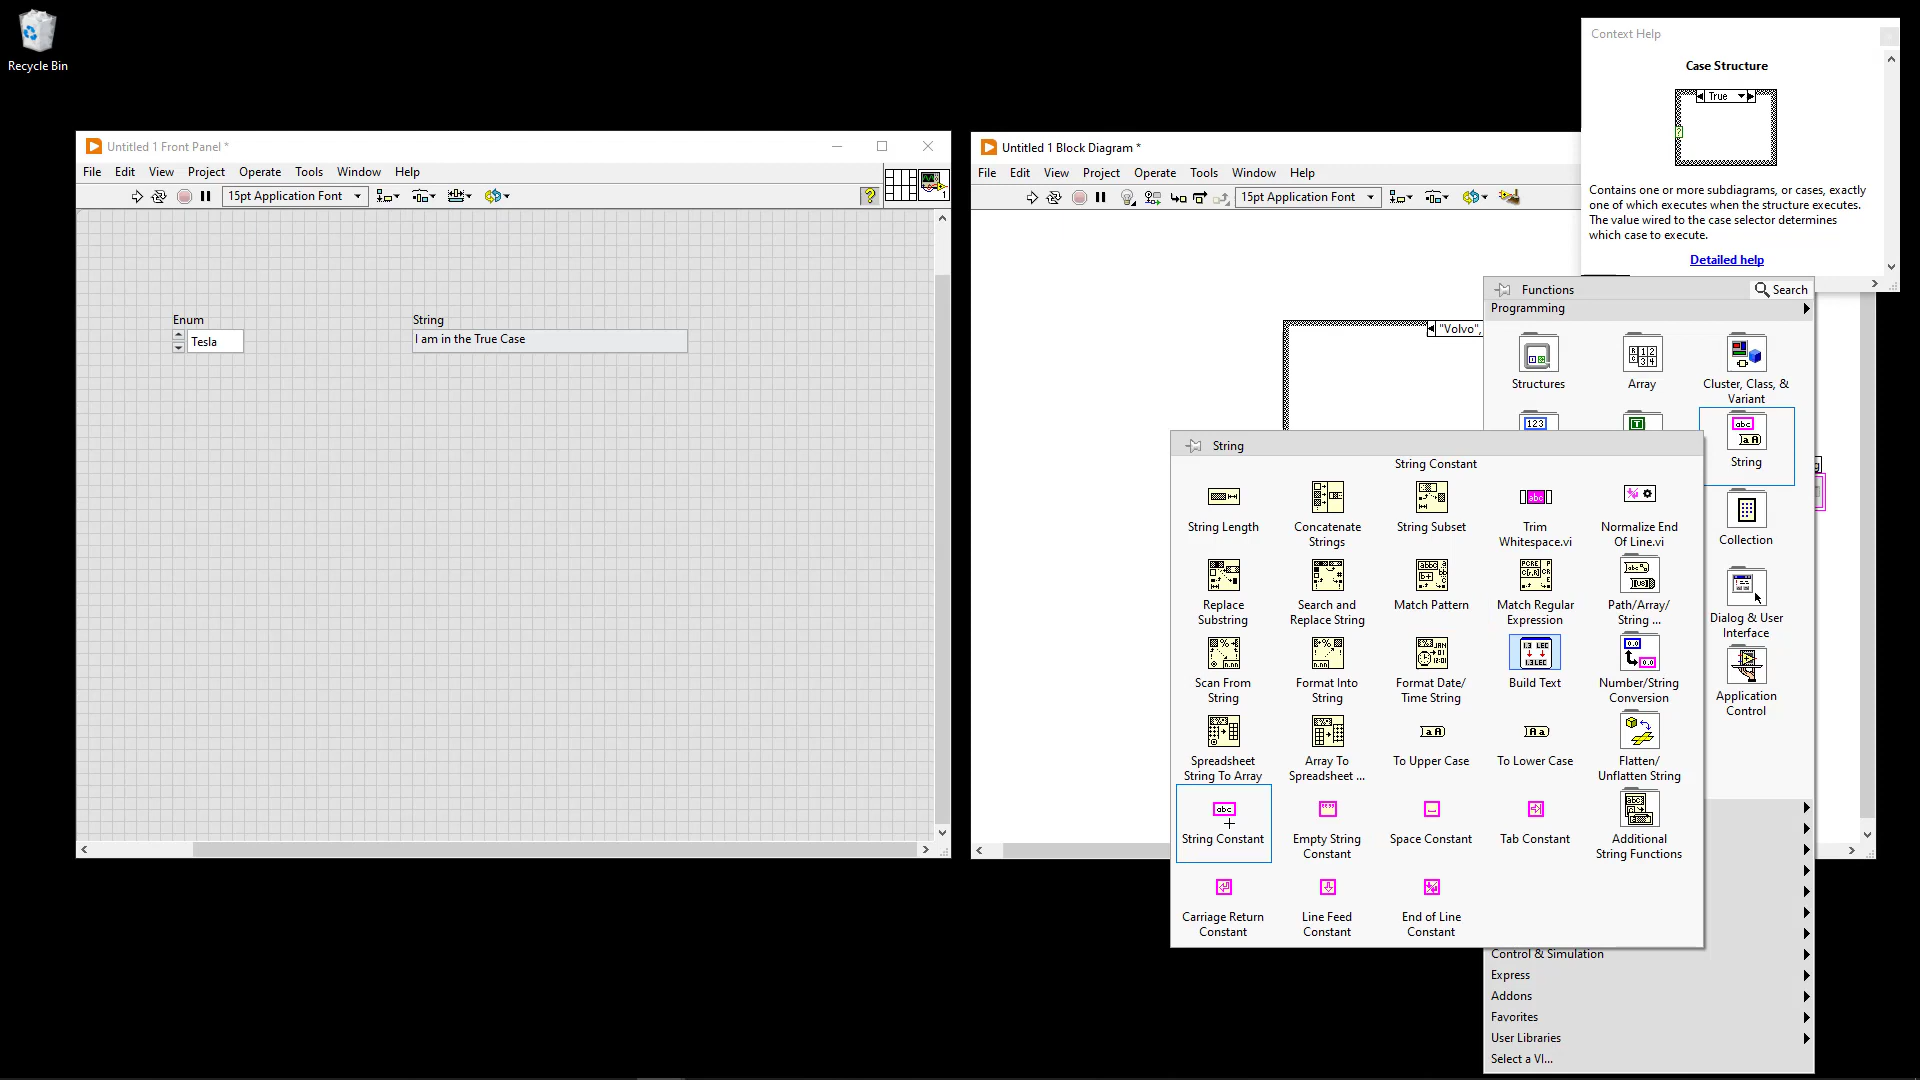 Recycle Bin
Untitled 1 Front Panel *
File Edit View Project Operate Tools Window Help
15pt Application Font
Enum
Tesla
String
I am in the True Case
Untitled 1 Block Diagram *
File Edit View Project Operate Tools Window Help
15pt Application Font
"Volvo",
Context Help
Case Structure
True
Contains one or more subdiagrams, or cases, exactly
one of which executes when the structure executes.
The value wired to the case selector determines
which case to execute.
Detailed help
Functions
Search
Programming
Structures
Array
Cluster, Class, &
Variant
String
Collection
Dialog & User
Interface
Application
Control
String
String Constant
String Length
Concatenate
Strings
String Subset
Trim
Whitespace.vi
Normalize End
Of Line.vi
Replace
Substring
Search and
Replace String
Match Pattern
Match Regular
Expression
Path/Array/
String ...
Scan From
String
Format Into
String
Format Date/
Time String
Build Text
Number/String
Conversion
Spreadsheet
String To Array
Array To
Spreadsheet ...
To Upper Case
To Lower Case
Flatten/
Unflatten String
String Constant
Empty String
Constant
Space Constant
Tab Constant
Additional
String Functions
Carriage Return
Constant
Line Feed
Constant
End of Line
Constant
Control & Simulation
Express
Addons
Favorites
User Libraries
Select a VI...